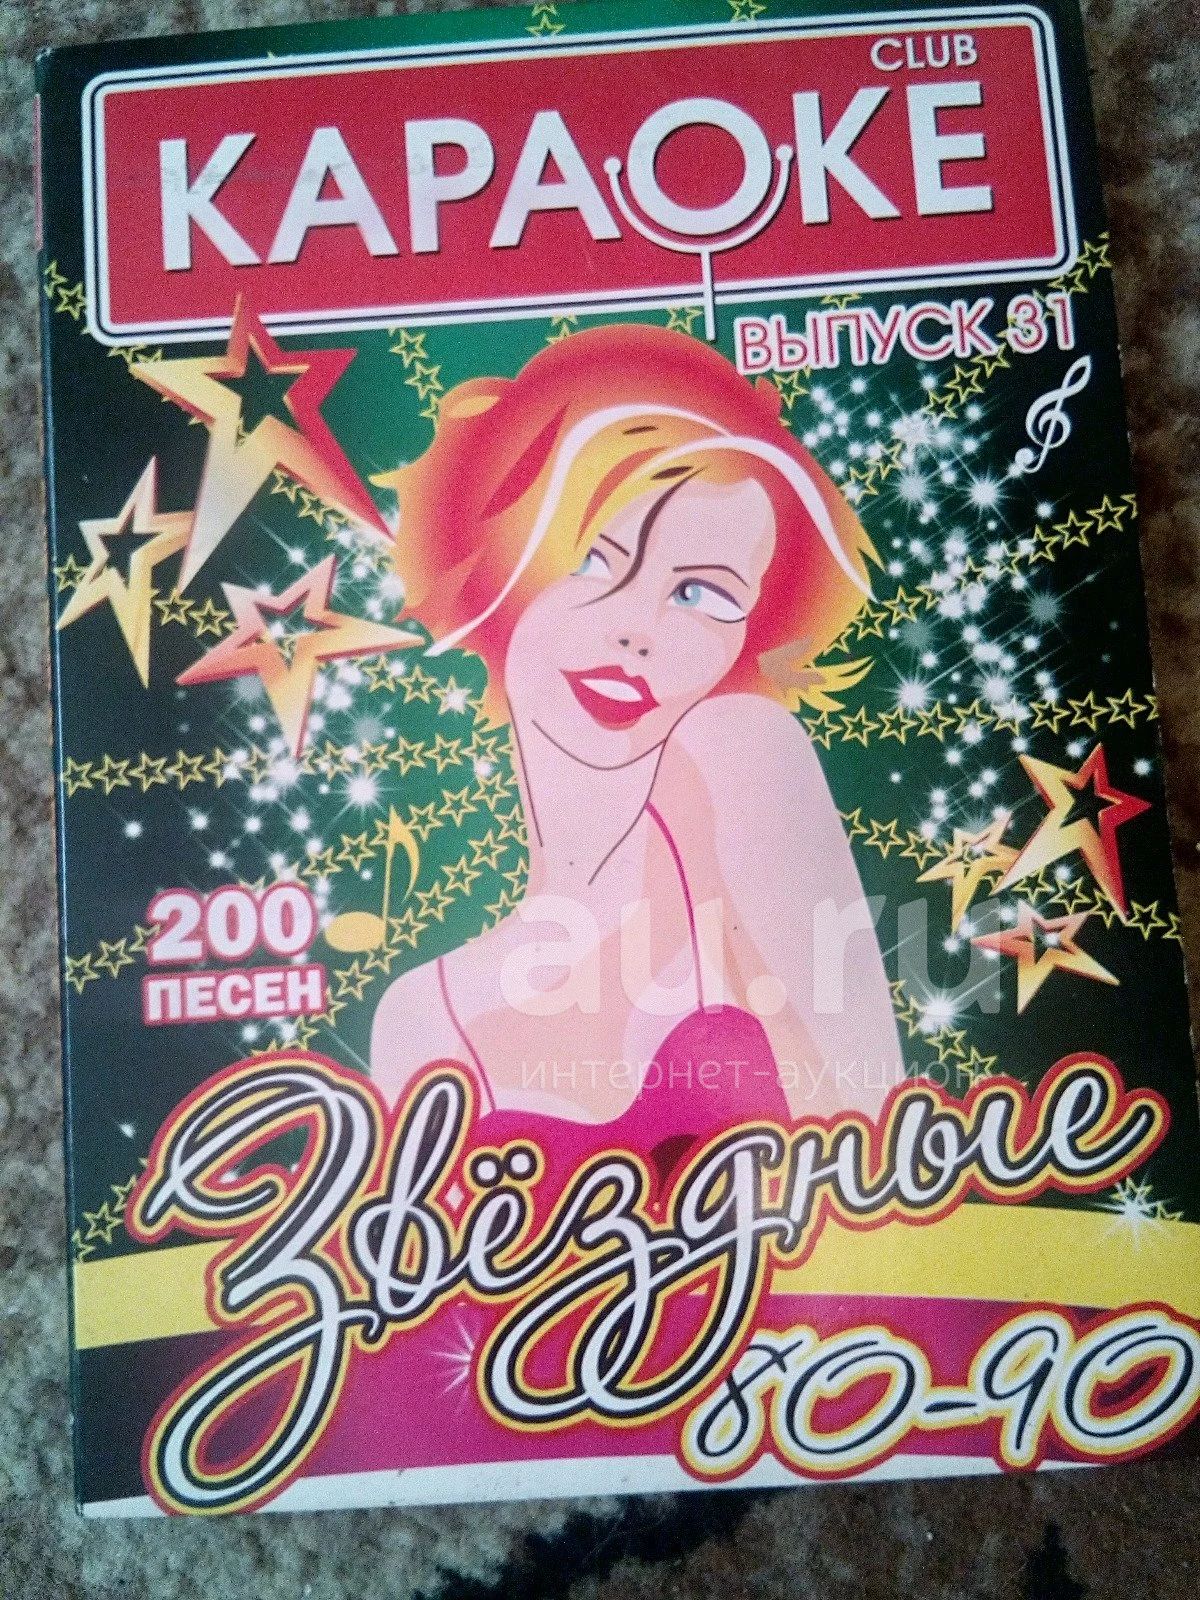 CLUB
КАРАОКЕ
ВЫПУСК 31
200
ПЕСЕН
au.ru
интернет-аукцион
Звёздные
80-90